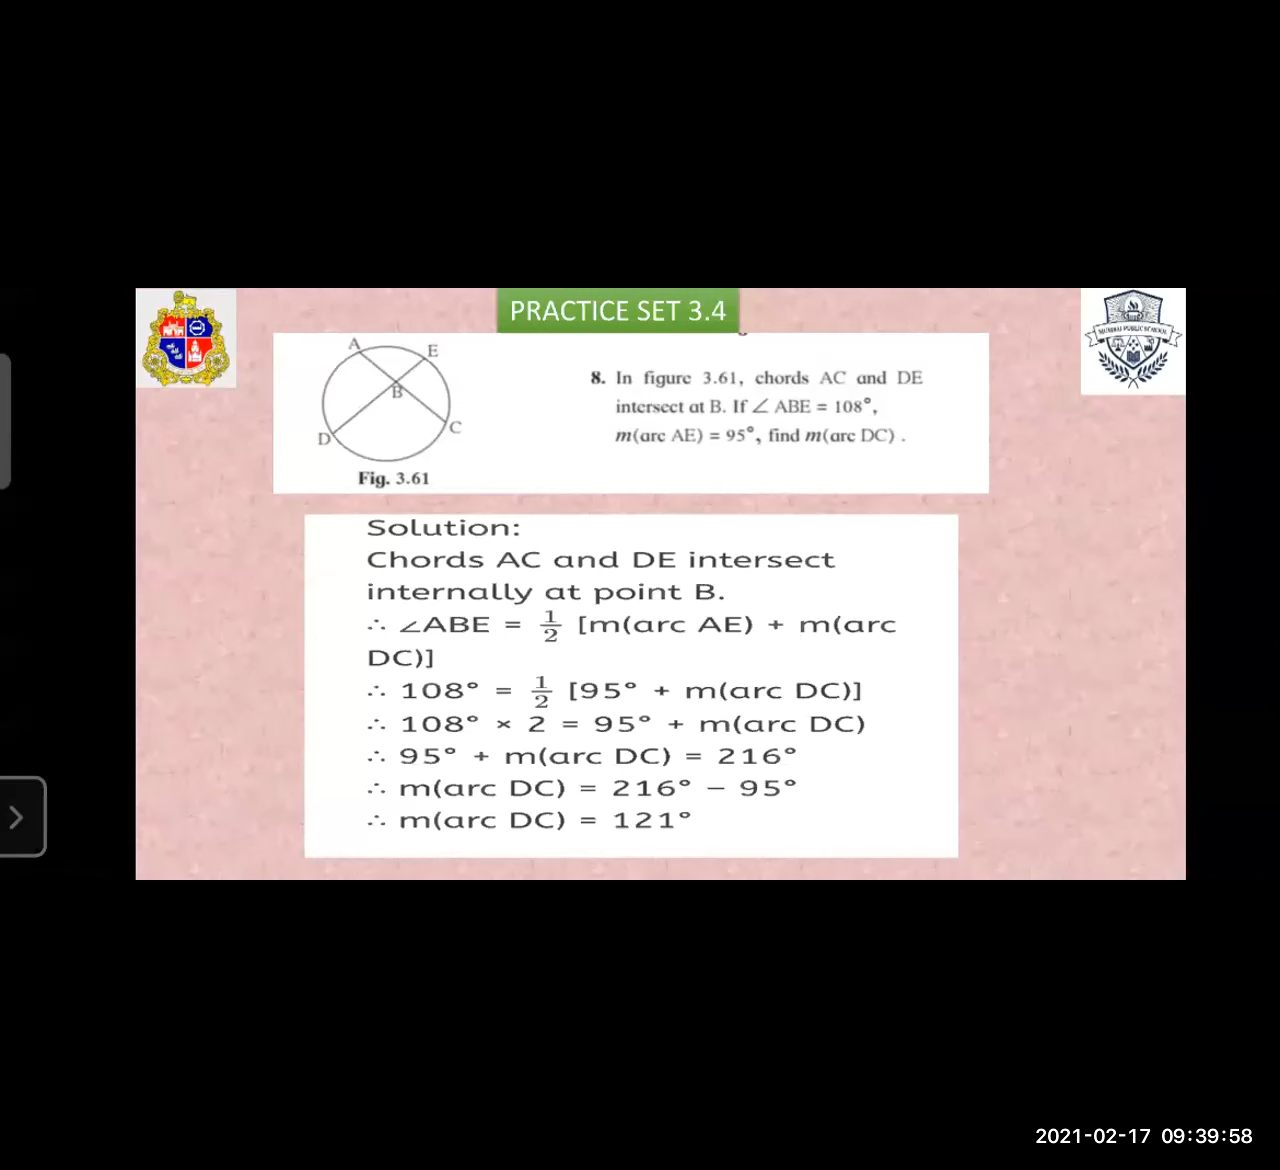 PRACTICE SET 3.4
MUMBAI PUBLIC SCHOOL
A
E
B
D
C
Fig. 3.61
8. In figure 3.61, chords AC and DE
intersect at B. If ∠ ABE = 108°,
m(arc AE) = 95°, find m(arc DC) .
Solution:
Chords AC and DE intersect
internally at point B.
∴ ∠ABE = 1/2 [m(arc AE) + m(arc
DC)]
∴ 108° = 1/2 [95° + m(arc DC)]
∴ 108° × 2 = 95° + m(arc DC)
∴ 95° + m(arc DC) = 216°
∴ m(arc DC) = 216° – 95°
∴ m(arc DC) = 121°
2021-02-17 09:39:58